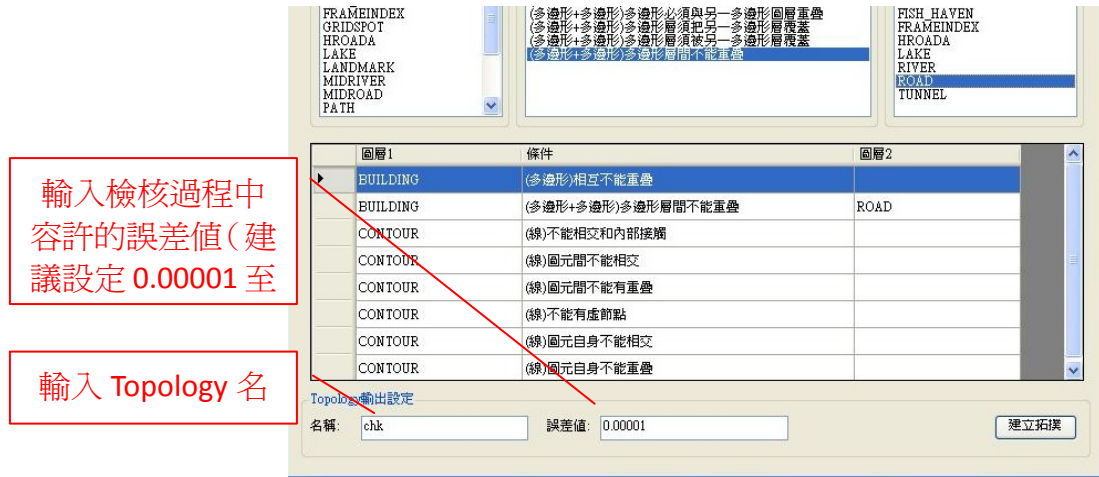 FRAMEINDEX
GRIDSPOT
HROADA
LAKE
LANDMARK
MIDRIVER
MIDROAD
PATH
(多邊形+多邊形)多邊形必須與另一多邊形圖層重疊
(多邊形+多邊形)多邊形層須把另一多邊形層覆蓋
(多邊形+多邊形)多邊形層須被另一多邊形層覆蓋
(多邊形+多邊形)多邊形層間不能重疊
FISH_HAVEN
FRAMEINDEX
HROADA
LAKE
RIVER
ROAD
TUNNEL
圖層1 條件 圖層2
BUILDING (多邊形)相互不能重疊
BUILDING (多邊形+多邊形)多邊形層間不能重疊 ROAD
CONTOUR (線)不能相交和內部接觸
CONTOUR (線)圖元間不能相交
CONTOUR (線)圖元間不能有重疊
CONTOUR (線)不能有虛節點
CONTOUR (線)圖元自身不能相交
CONTOUR (線)圖元自身不能重疊
輸入檢核過程中
容許的誤差值(建
議設定 0.00001 至
輸入 Topology 名
Topology輸出設定
名稱: chk 誤差值: 0.00001 建立拓撲